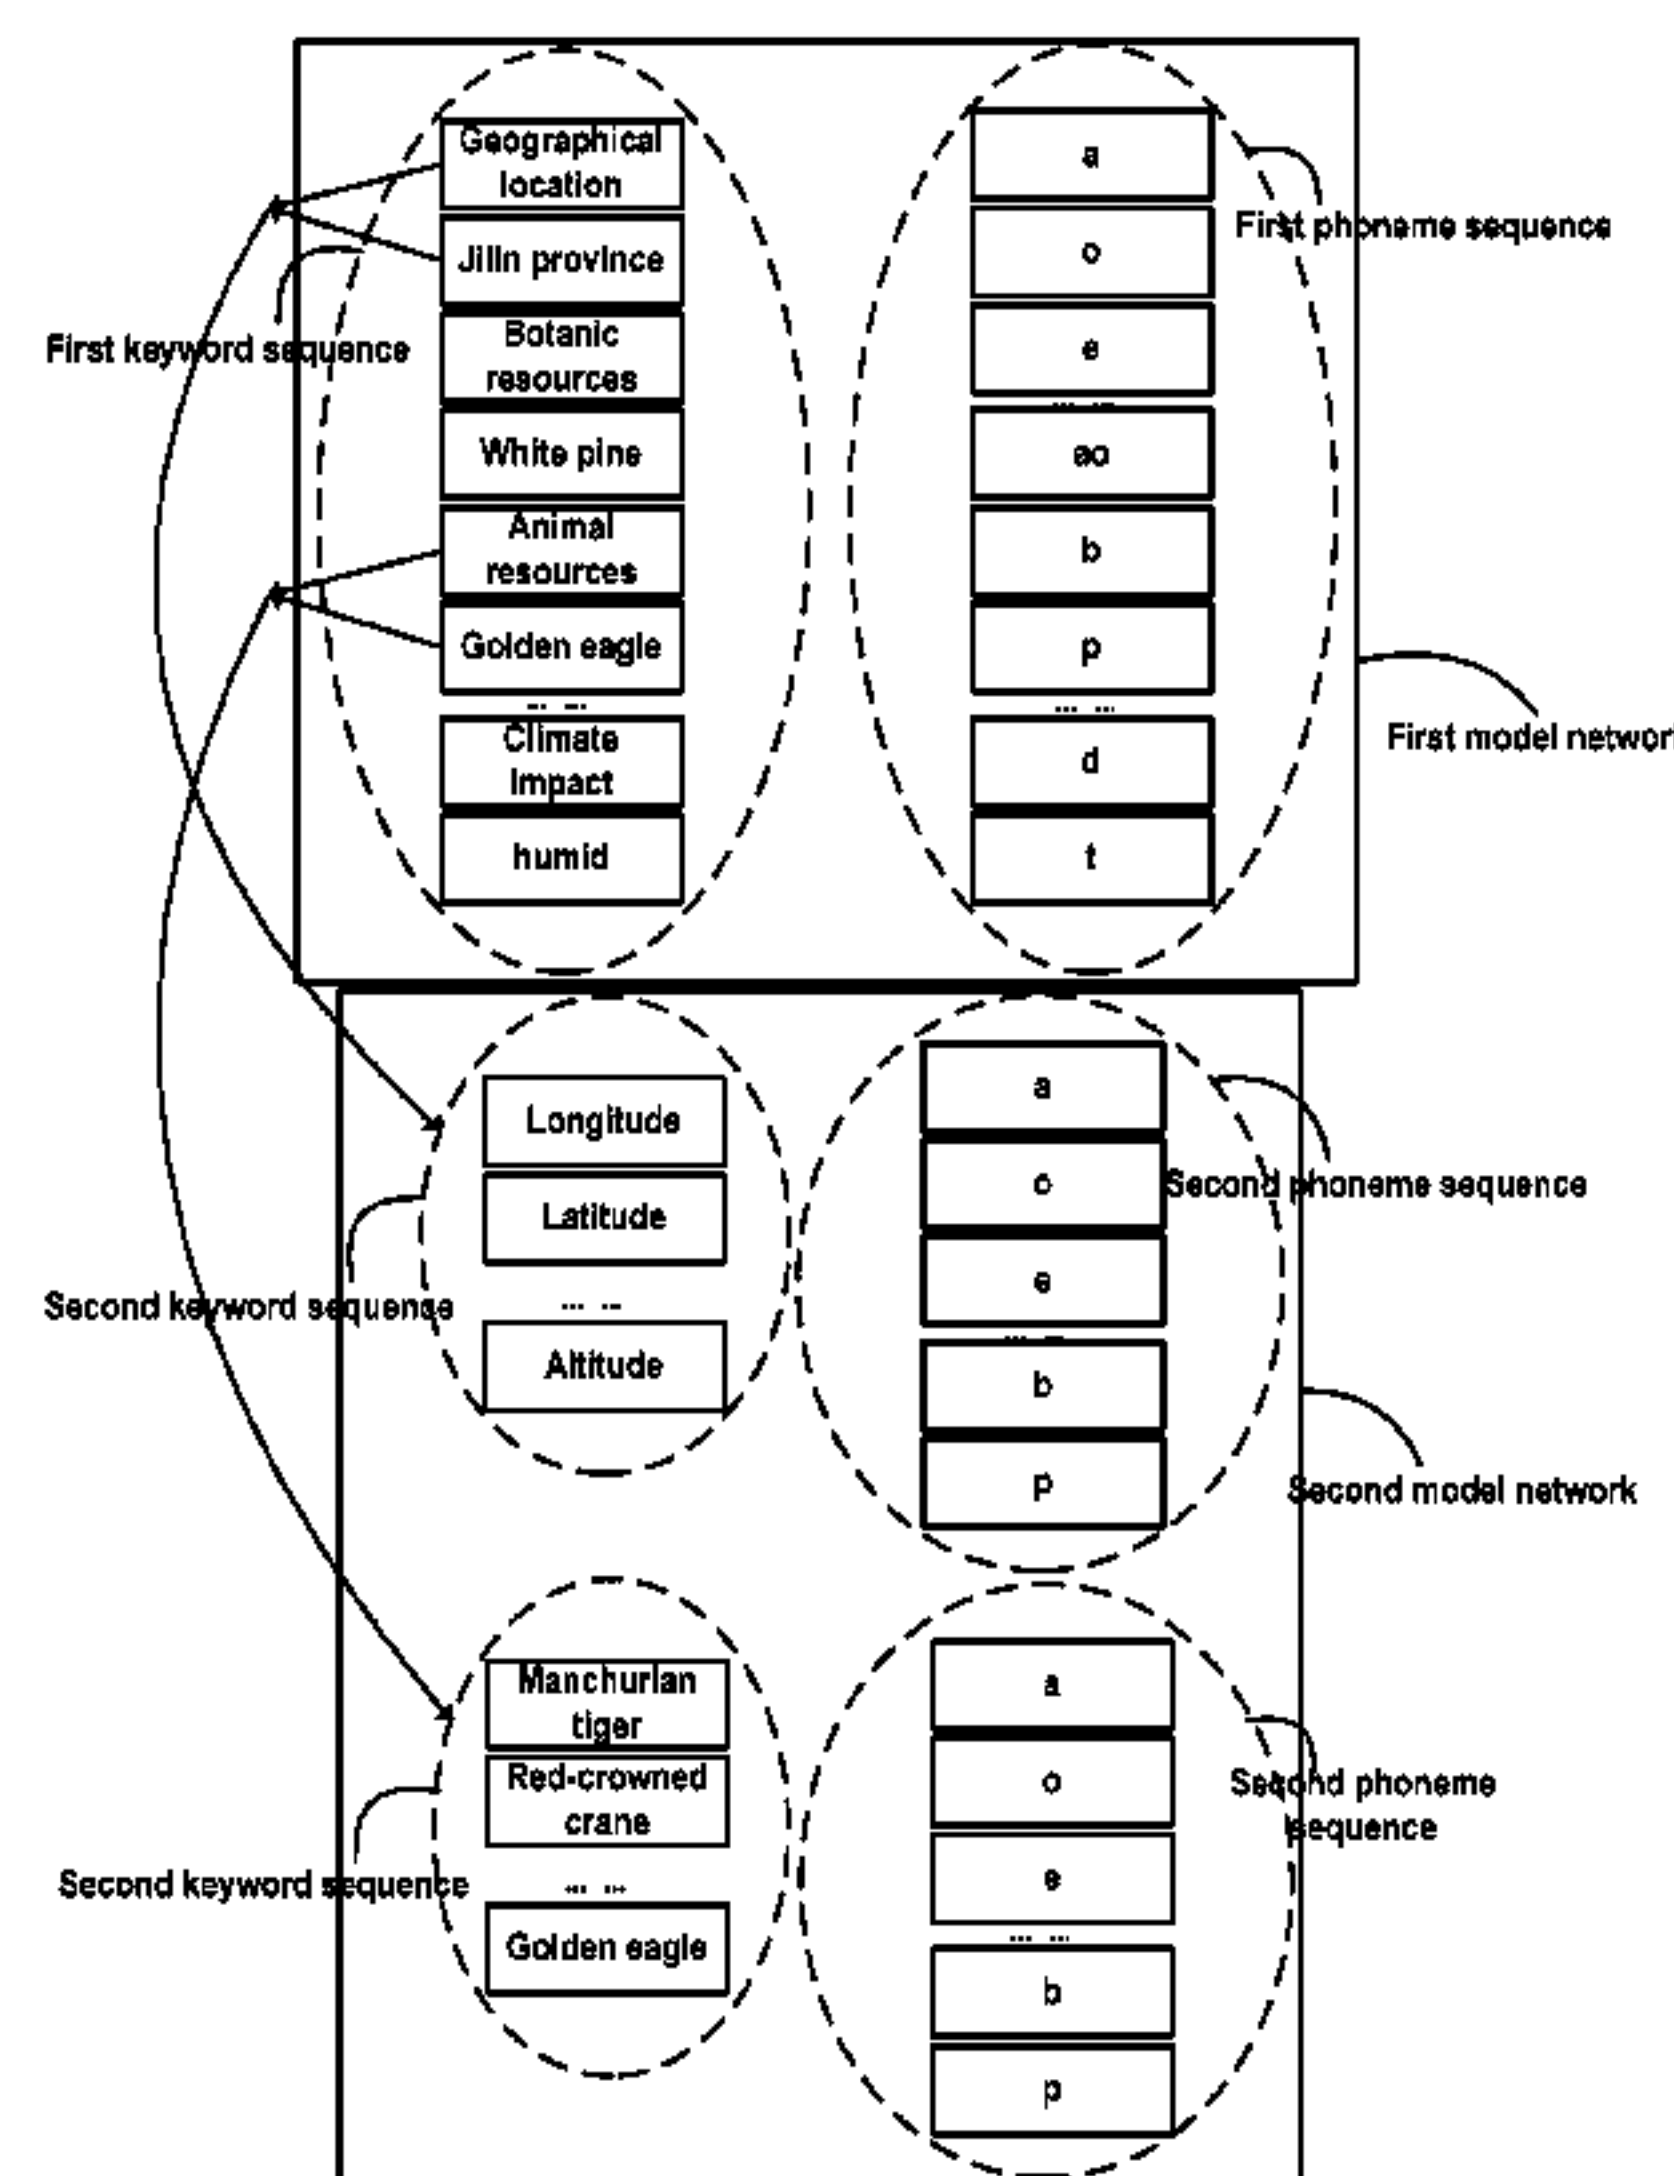 Geographical
location
Jilin province
Botanic
resources
White pine
Animal
resources
Golden eagle
... ...
Climate
impact
humid
First keyword sequence
a
o
e
... ...
ao
b
p
... ...
d
t
First phoneme sequence
First model networ
Longitude
Latitude
... ...
Altitude
Second keyword sequence
a
o
e
... ...
b
p
Second phoneme sequence
Second model network
Manchurian
tiger
Red-crowned
crane
... ...
Golden eagle
Second keyword sequence
a
o
e
... ...
b
p
Second phoneme
sequence